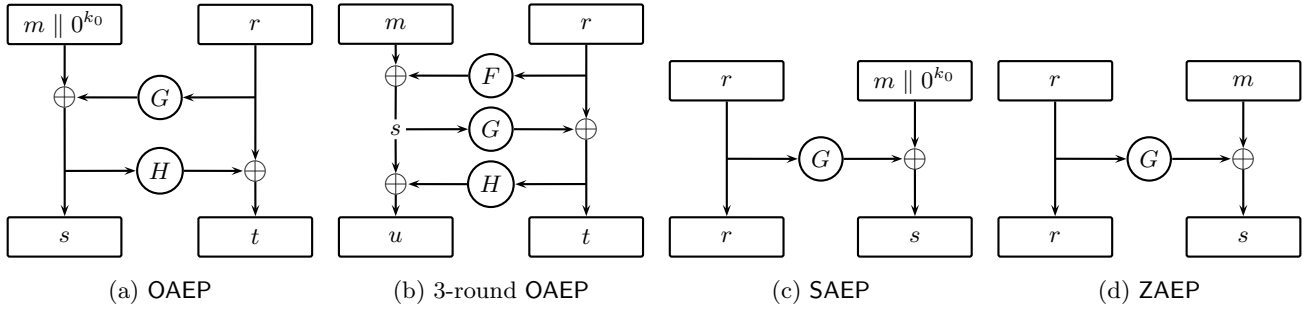 m ∥ 0^{k_0} r
G
H
s t
(a) OAEP
m r
F
s G
H
u t
(b) 3-round OAEP
r m ∥ 0^{k_0}
G
r s
(c) SAEP
r m
G
r s
(d) ZAEP